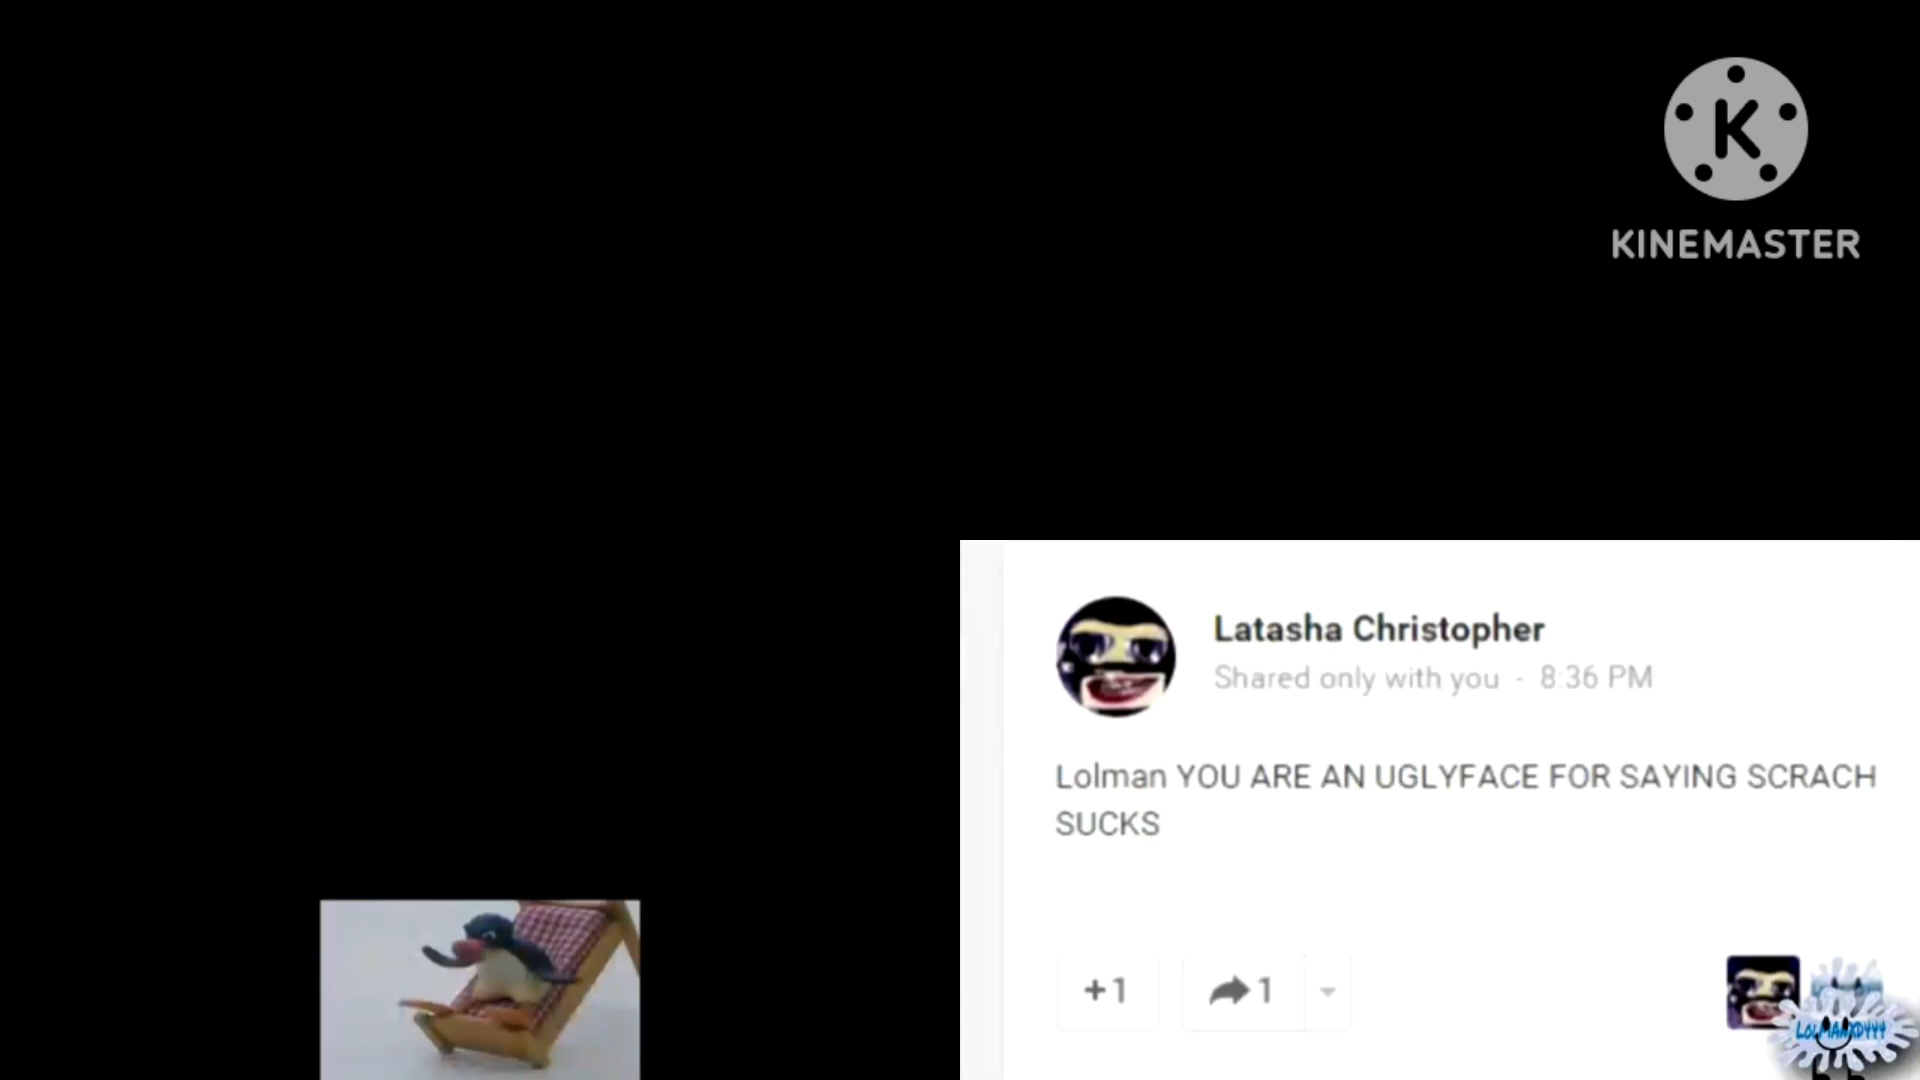 K
KINEMASTER
Latasha Christopher
Shared only with you - 8:36 PM
Lolman YOU ARE AN UGLYFACE FOR SAYING SCRACH
SUCKS
+1
1